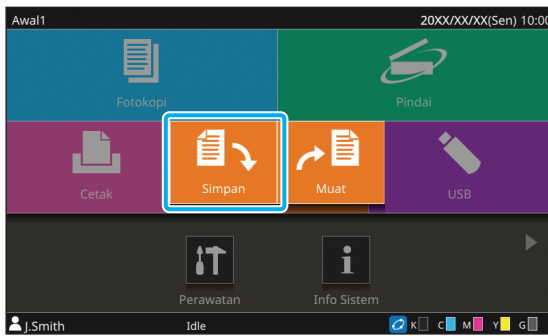 Awal1 20XX/XX/XX(Sen) 10:00
Fotokopi Pindai
Cetak Simpan Muat USB
Perawatan Info Sistem
J.Smith Idle K C M Y G